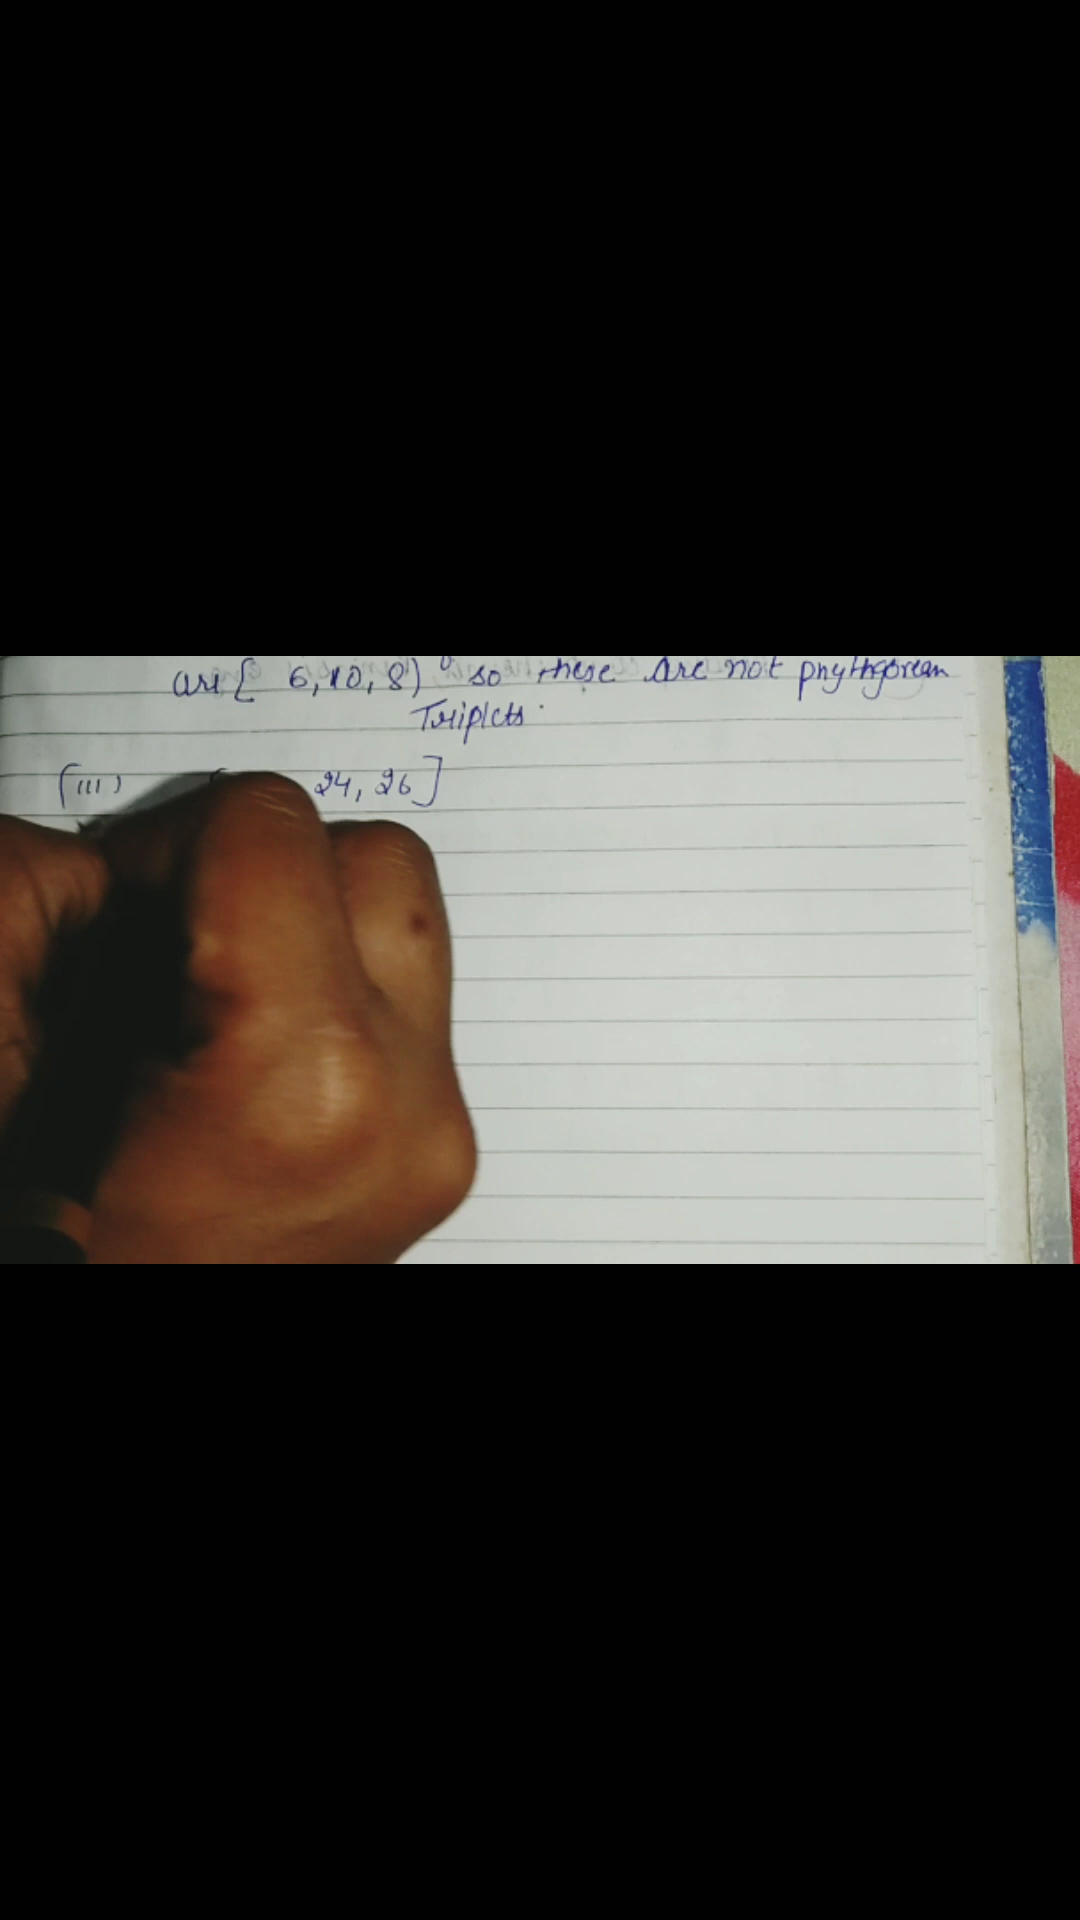 are [ 6,10,8) so these are not phythgorean
Triplets.
(III) [ 24, 26 ]